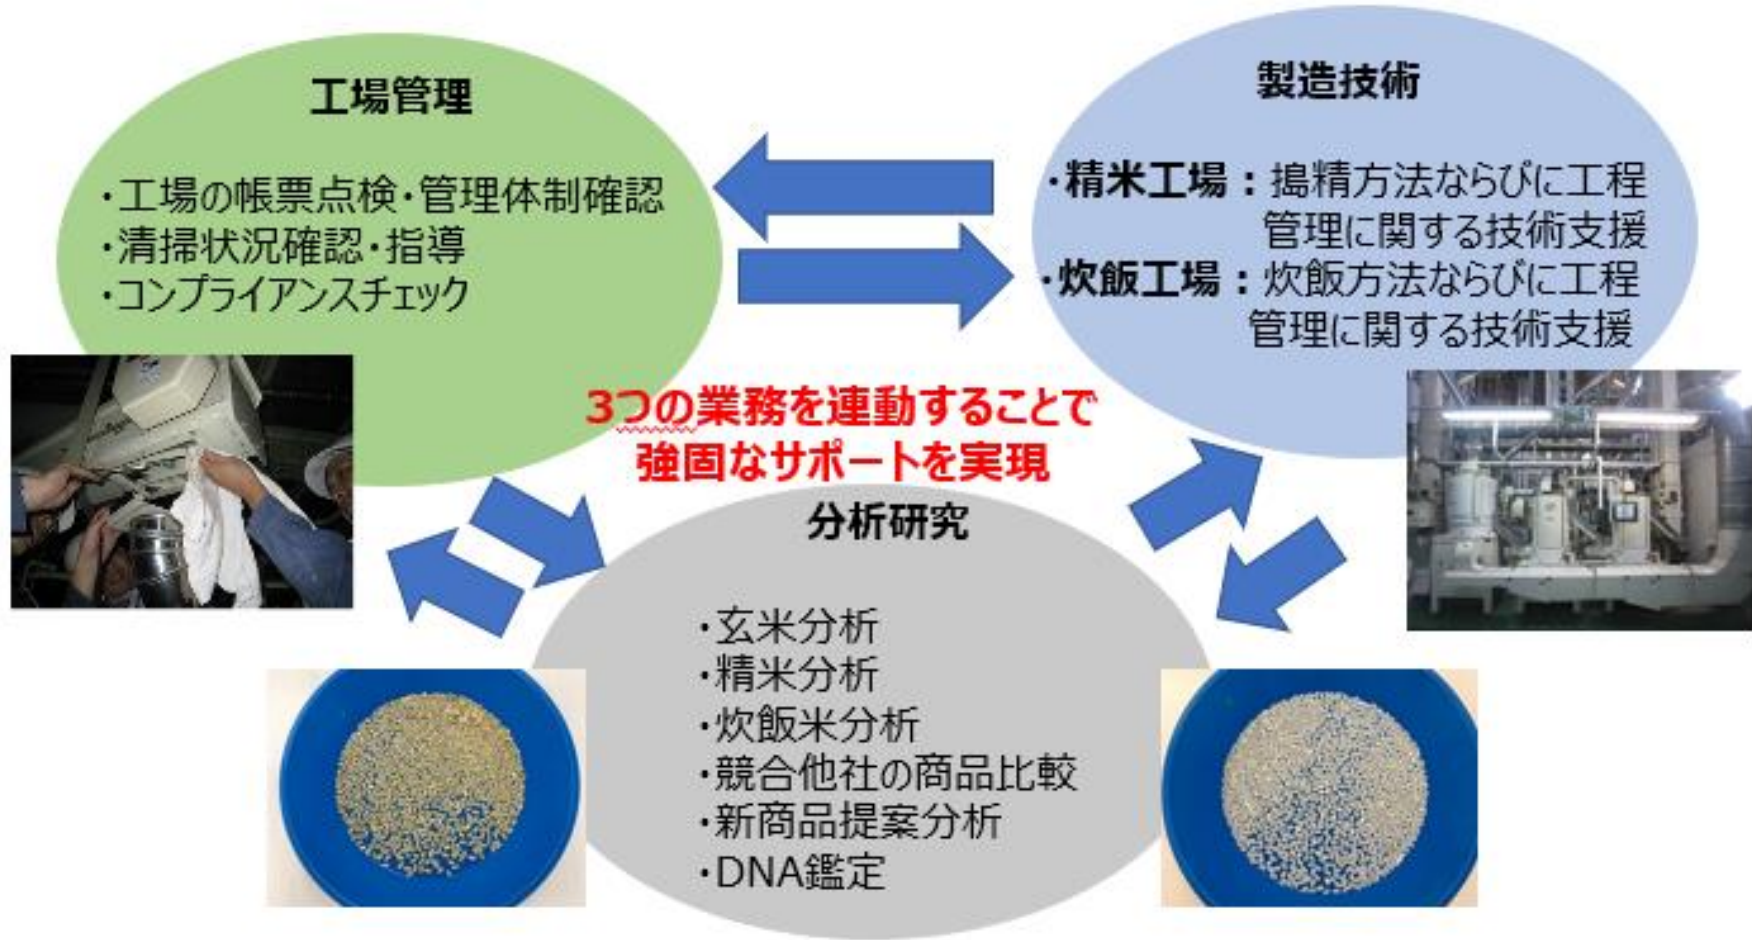 工場管理
・工場の帳票点検・管理体制確認
・清掃状況確認・指導
・コンプライアンスチェック
製造技術
・精米工場：搗精方法ならびに工程
管理に関する技術支援
・炊飯工場：炊飯方法ならびに工程
管理に関する技術支援
3つの業務を連動することで
強固なサポートを実現
分析研究
・玄米分析
・精米分析
・炊飯米分析
・競合他社の商品比較
・新商品提案分析
・DNA鑑定